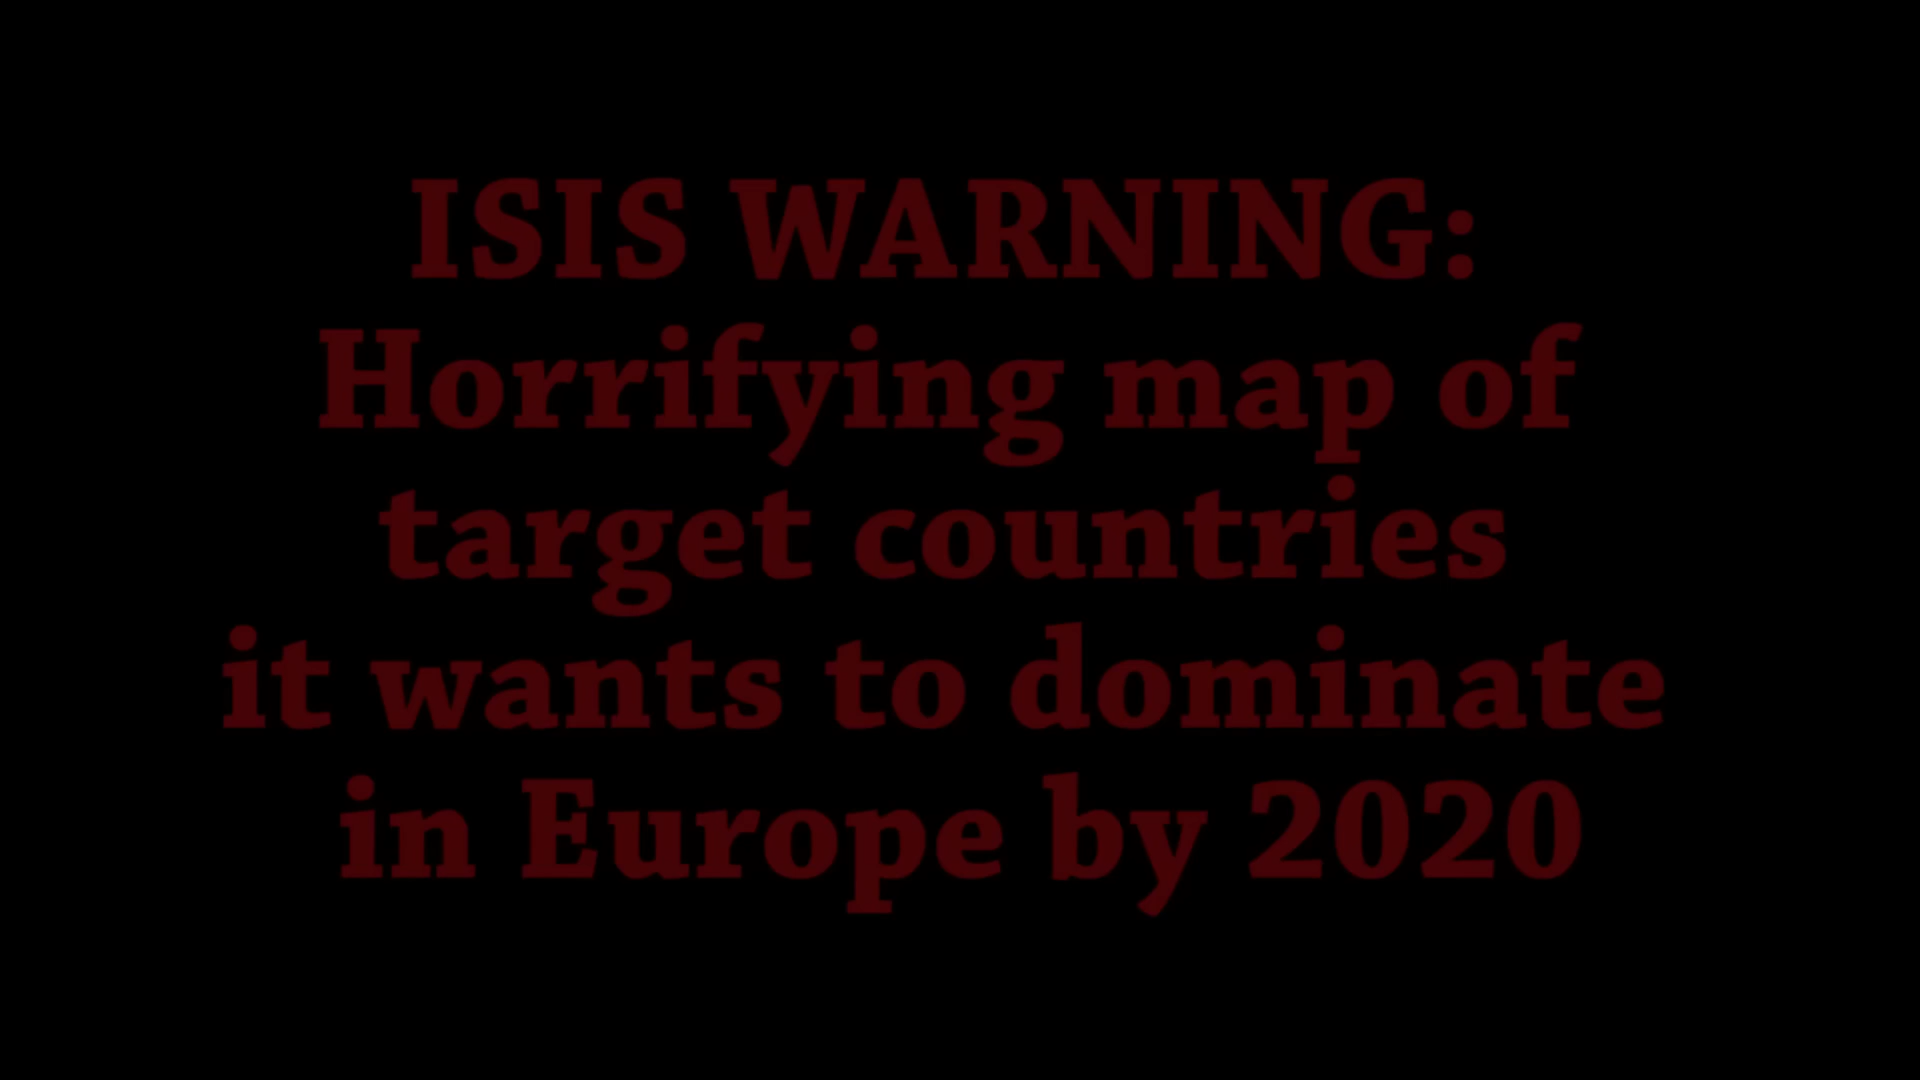 ISIS WARNING:
Horrifying map of
target countries
it wants to dominate
in Europe by 2020